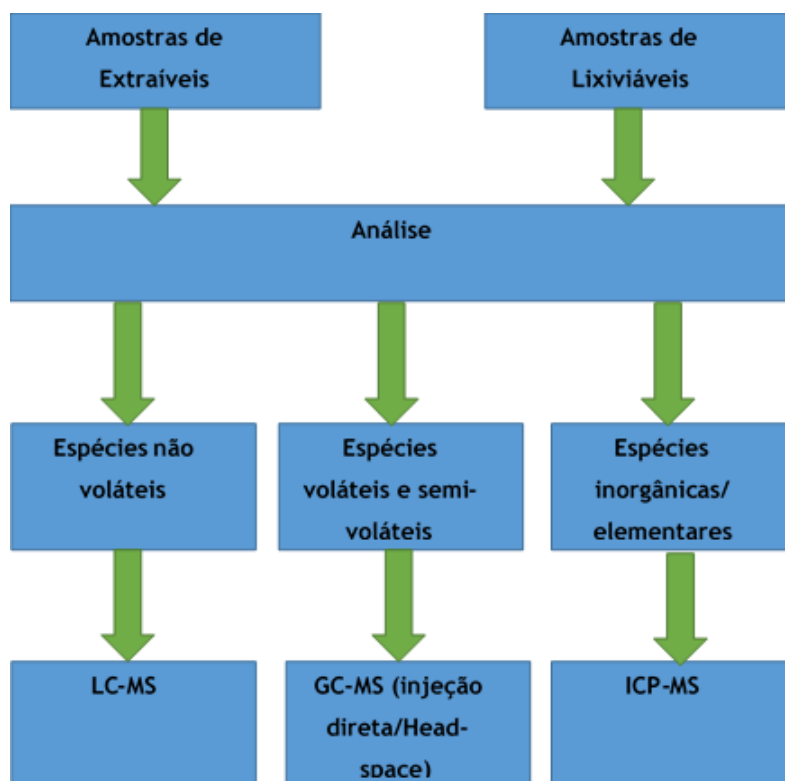 Amostras de
Extraíveis
Amostras de
Lixiviáveis
Análise
Espécies não
voláteis
Espécies
voláteis e semi-
voláteis
Espécies
inorgânicas/
elementares
LC-MS
GC-MS (injeção
direta/Head-
space)
ICP-MS